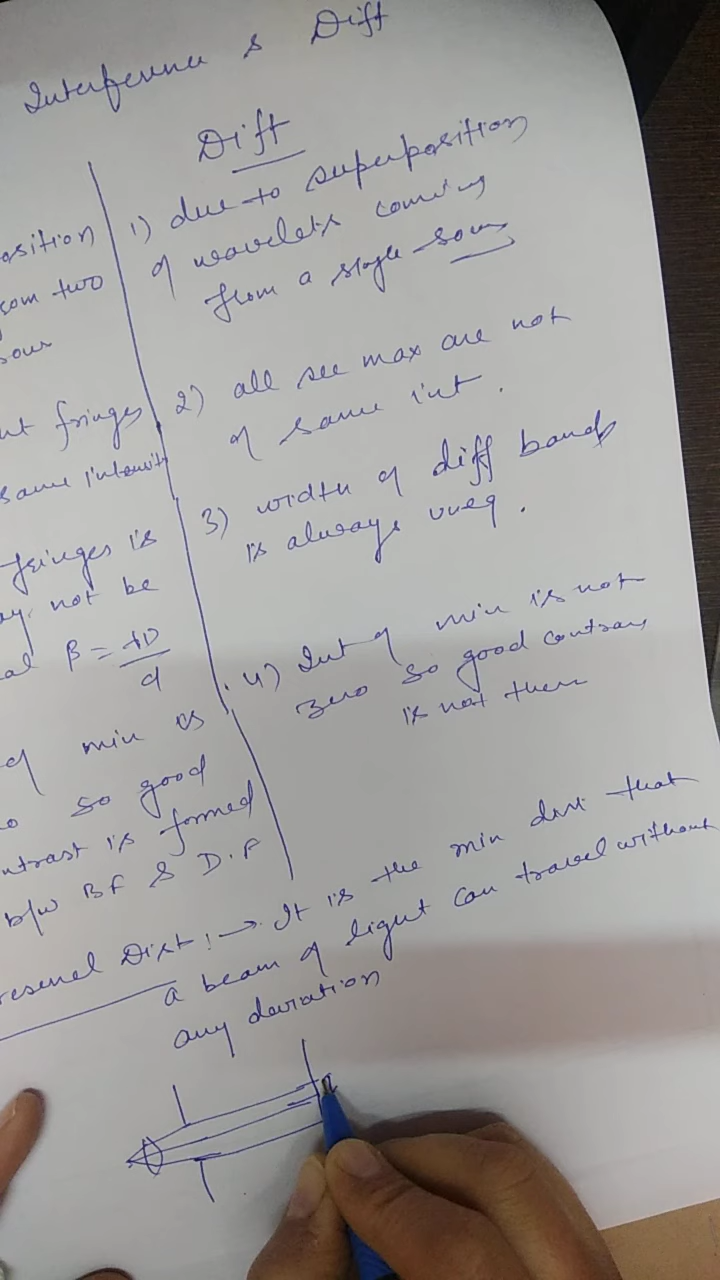 Interference & Diff
Diff
osition
om two
sour
nt fringes
same intensity
fringes is
ay not be
al β = λD/d
of min is
o so good
ntrast is formed
b/w BF & D.F
1) due to superposition
of wavelets coming
from a single sour
2) all sec max are not
of same int.
3) width of diff bands
is always uneq.
4) Int of min is not
zero so good contras
is not there
resenel Dist :→ It is the min dist that
a beam of light can travel without
any deviation